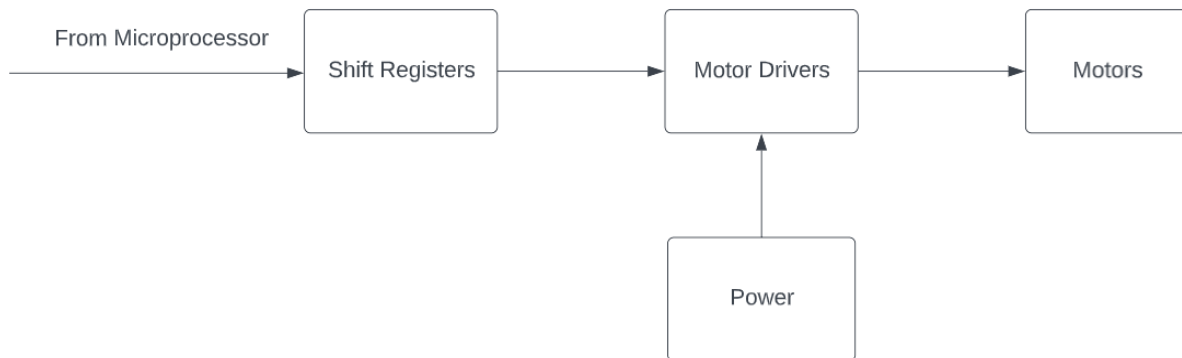 From Microprocessor
Shift Registers
Motor Drivers
Motors
Power